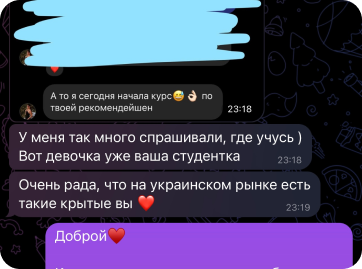 А то я сегодня начала курс😅👌🏻 по
твоей рекомендейшен
23:18
У меня так много спрашивали, где учусь )
Вот девочка уже ваша студентка
23:18
Очень рада, что на украинском рынке есть
такие крытые вы ❤️
23:19
Доброй❤️